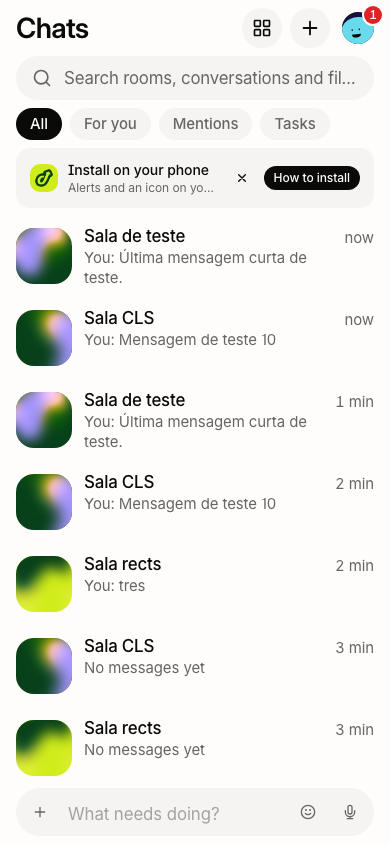 Chats
1
Search rooms, conversations and fil...
All
For you
Mentions
Tasks
Install on your phone
Alerts and an icon on yo...
How to install
Sala de teste
now
You: Última mensagem curta de
teste.
Sala CLS
now
You: Mensagem de teste 10
Sala de teste
1 min
You: Última mensagem curta de
teste.
Sala CLS
2 min
You: Mensagem de teste 10
Sala rects
2 min
You: tres
Sala CLS
3 min
No messages yet
Sala rects
3 min
No messages yet
What needs doing?